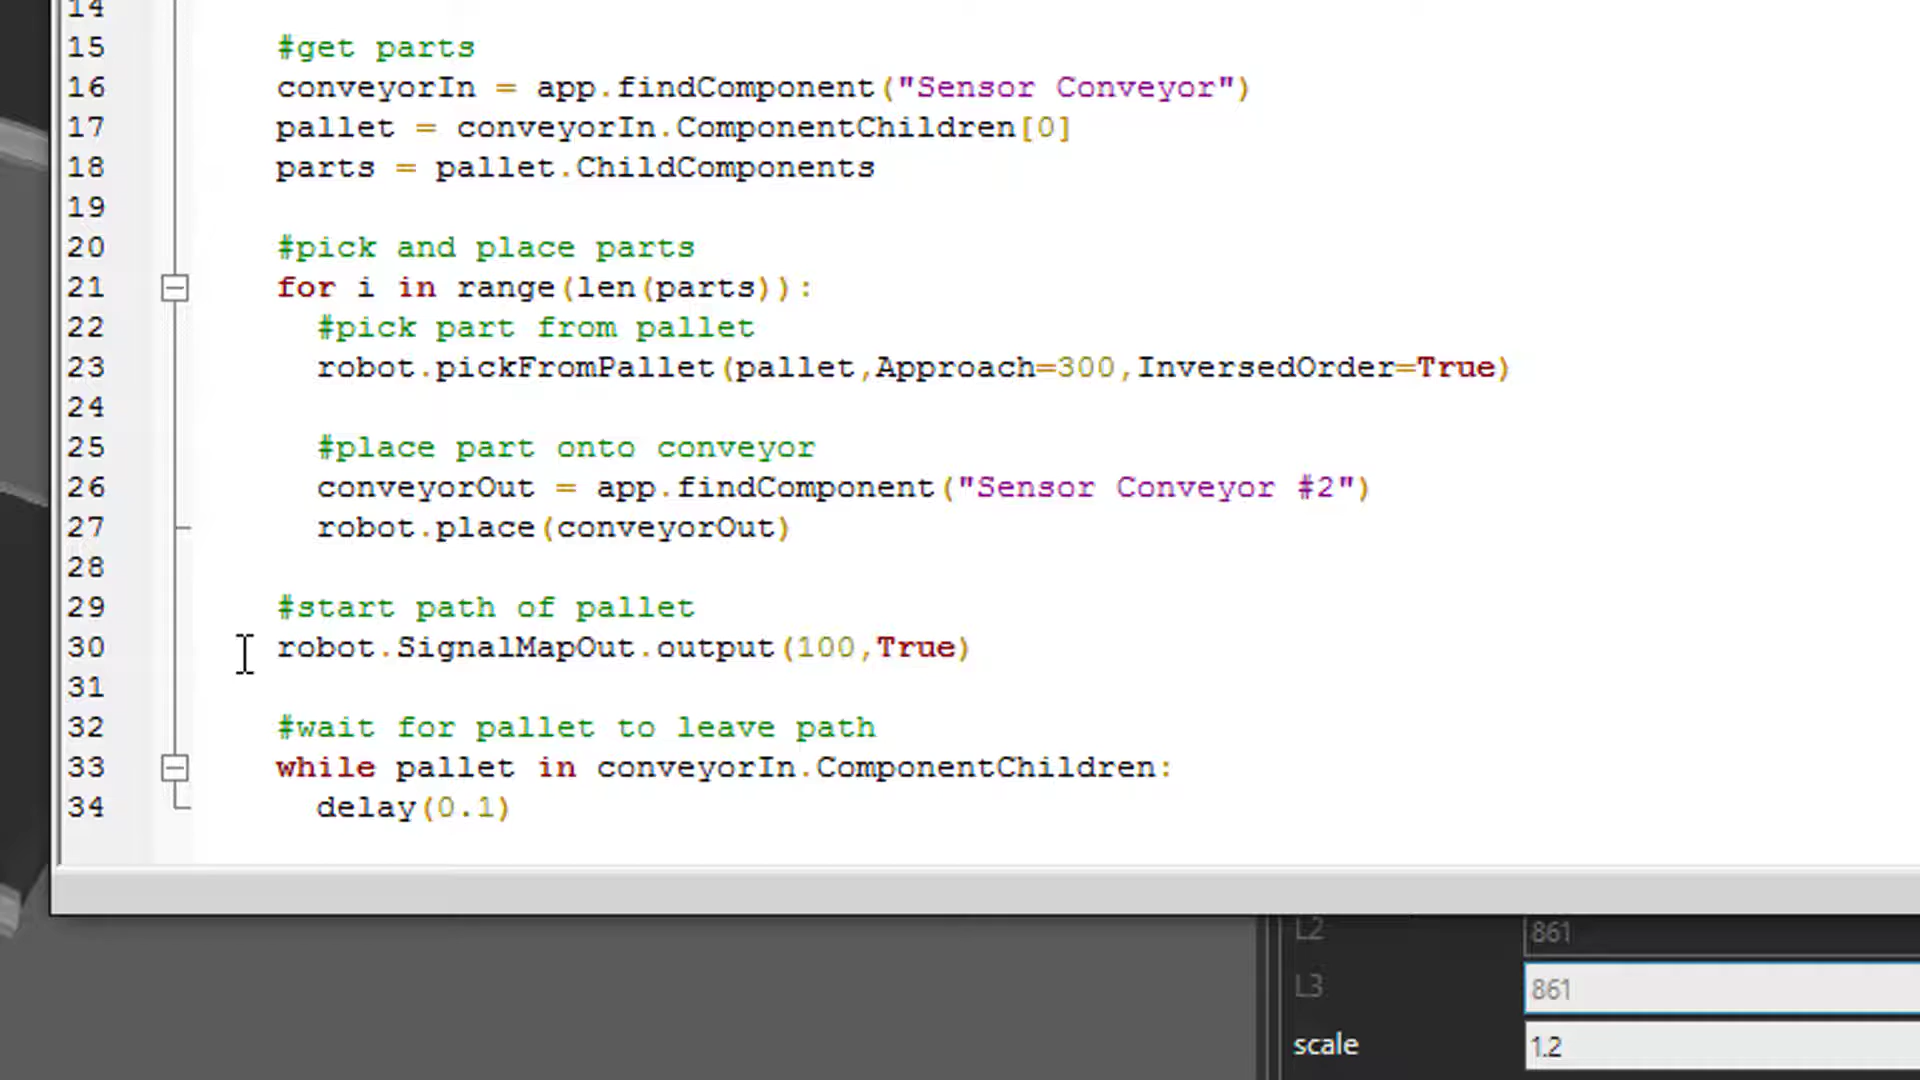 14
15 #get parts
16 conveyorIn = app.findComponent("Sensor Conveyor")
17 pallet = conveyorIn.ComponentChildren[0]
18 parts = pallet.ChildComponents
19
20 #pick and place parts
21 for i in range(len(parts)):
22 #pick part from pallet
23 robot.pickFromPallet(pallet,Approach=300,InversedOrder=True)
24
25 #place part onto conveyor
26 conveyorOut = app.findComponent("Sensor Conveyor #2")
27 robot.place(conveyorOut)
28
29 #start path of pallet
30 robot.SignalMapOut.output(100,True)
31
32 #wait for pallet to leave path
33 while pallet in conveyorIn.ComponentChildren:
34 delay(0.1)
L2 861
L3 861
scale 1.2